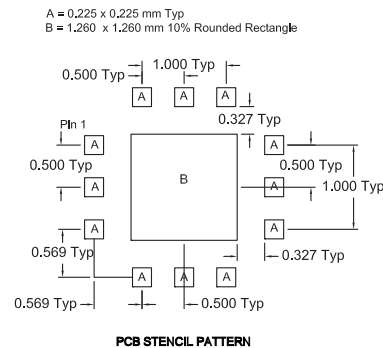 A = 0.225 x 0.225 mm Typ
B = 1.260 x 1.260 mm 10% Rounded Rectangle
1.000 Typ
0.500 Typ
A A A
0.327 Typ
Pin 1
A A
0.500 Typ 0.500 Typ
1.000 Typ
A B A
A A
0.569 Typ
0.327 Typ
A A A
0.569 Typ 0.500 Typ
PCB STENCIL PATTERN